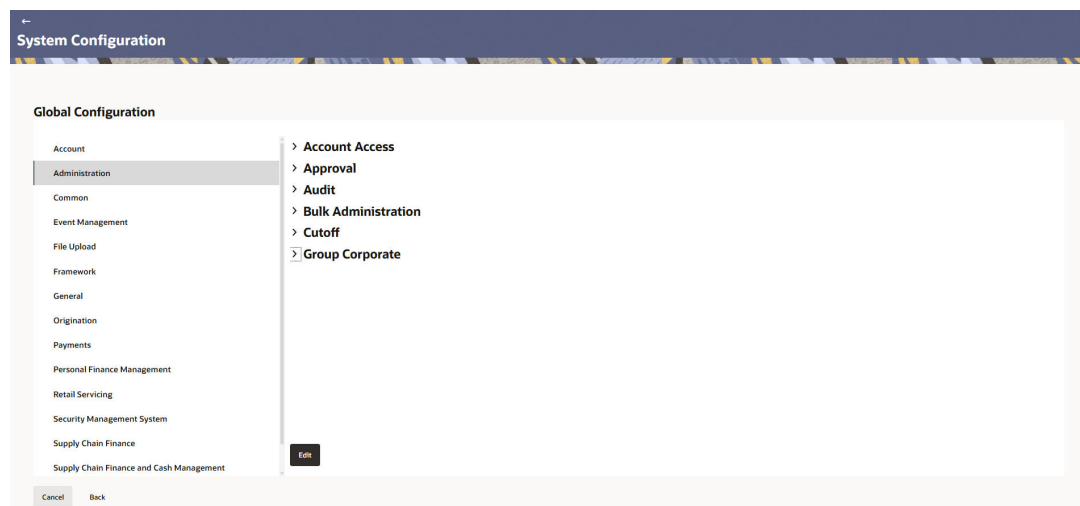 System Configuration
Global Configuration
Account
Administration
Common
Event Management
File Upload
Framework
General
Origination
Payments
Personal Finance Management
Retail Servicing
Security Management System
Supply Chain Finance
Supply Chain Finance and Cash Management
Account Access
Approval
Audit
Bulk Administration
Cutoff
Group Corporate
Edit
Cancel Back